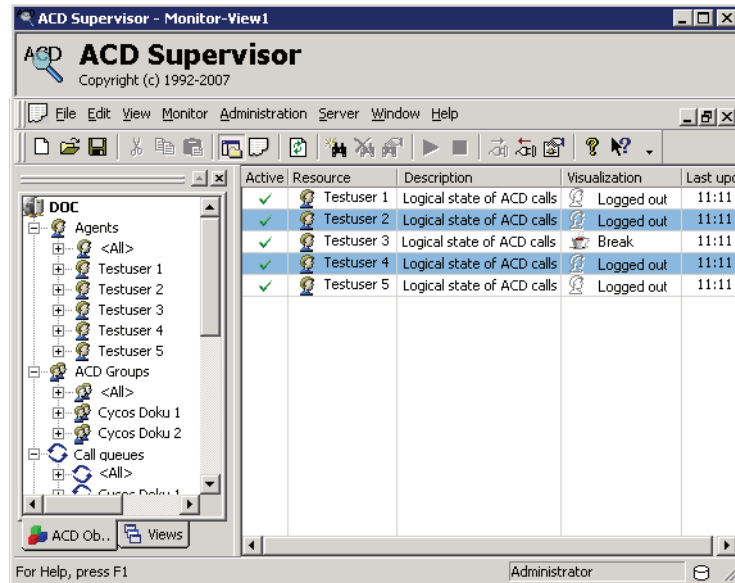 ACD Supervisor - Monitor-View1
ACD ACD Supervisor
Copyright (c) 1992-2007
File Edit View Monitor Administration Server Window Help
Active Resource Description Visualization Last upd
Testuser 1 Logical state of ACD calls Logged out 11:11
Testuser 2 Logical state of ACD calls Logged out 11:11
Testuser 3 Logical state of ACD calls Break 11:11
Testuser 4 Logical state of ACD calls Logged out 11:11
Testuser 5 Logical state of ACD calls Logged out 11:11
DOC
Agents
<All>
Testuser 1
Testuser 2
Testuser 3
Testuser 4
Testuser 5
ACD Groups
<All>
Cycos Doku 1
Cycos Doku 2
Call queues
<All>
Cycos Doku 1
ACD Ob.. Views
For Help, press F1 Administrator